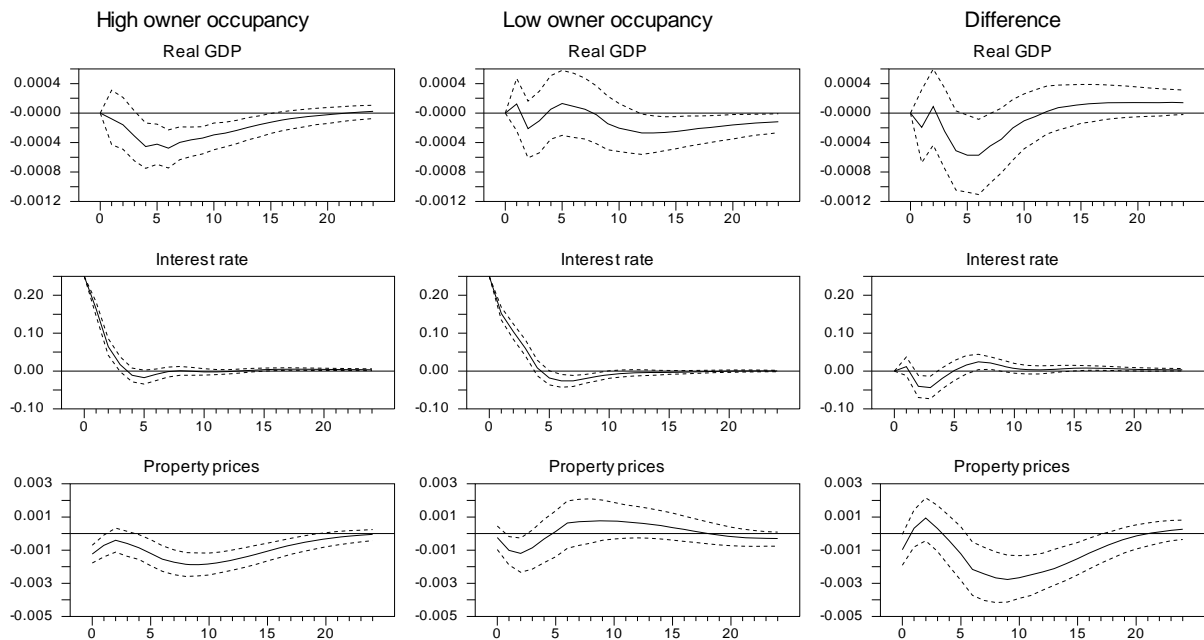 High owner occupancy Low owner occupancy Difference
Real GDP Real GDP Real GDP
0.0004 0.0004 0.0004
-0.0000 -0.0000 -0.0000
-0.0004 -0.0004 -0.0004
-0.0008 -0.0008 -0.0008
-0.0012 -0.0012 -0.0012
0 5 10 15 20 0 5 10 15 20 0 5 10 15 20
Interest rate Interest rate Interest rate
0.20 0.20 0.20
0.10 0.10 0.10
0.00 0.00 0.00
-0.10 -0.10 -0.10
0 5 10 15 20 0 5 10 15 20 0 5 10 15 20
Property prices Property prices Property prices
0.003 0.003 0.003
0.001 0.001 0.001
-0.001 -0.001 -0.001
-0.003 -0.003 -0.003
-0.005 -0.005 -0.005
0 5 10 15 20 0 5 10 15 20 0 5 10 15 20